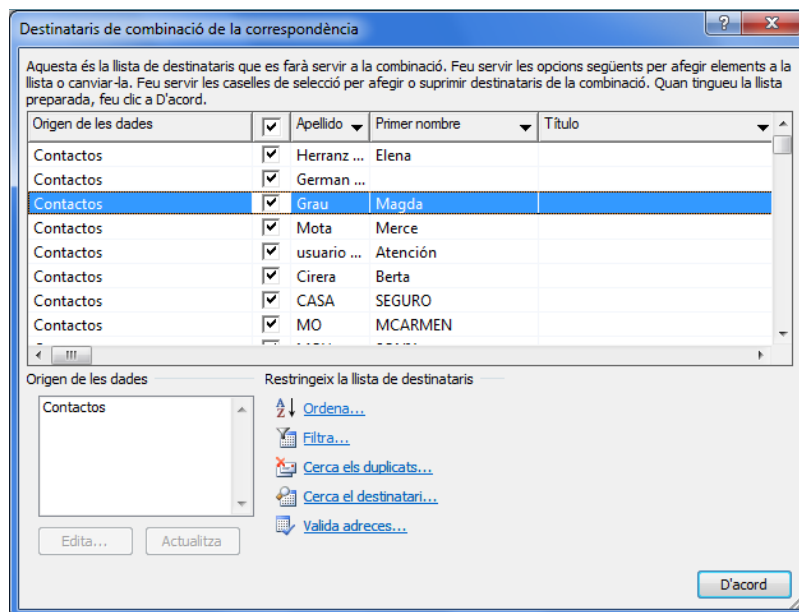 Destinataris de combinació de la correspondència
Aquesta és la llista de destinataris que es farà servir a la combinació. Feu servir les opcions següents per afegir elements a la
llista o canviar-la. Feu servir les caselles de selecció per afegir o suprimir destinataris de la combinació. Quan tingueu la llista
preparada, feu clic a D'acord.
Origen de les dades Apellido Primer nombre Título
Contactos Herranz ... Elena
Contactos German ...
Contactos Grau Magda
Contactos Mota Merce
Contactos usuario ... Atención
Contactos Cirera Berta
Contactos CASA SEGURO
Contactos MO MCARMEN
Origen de les dades Restringeix la llista de destinataris
Contactos
Ordena...
Filtra...
Cerca els duplicats...
Cerca el destinatari...
Valida adreces...
Edita... Actualitza
D'acord